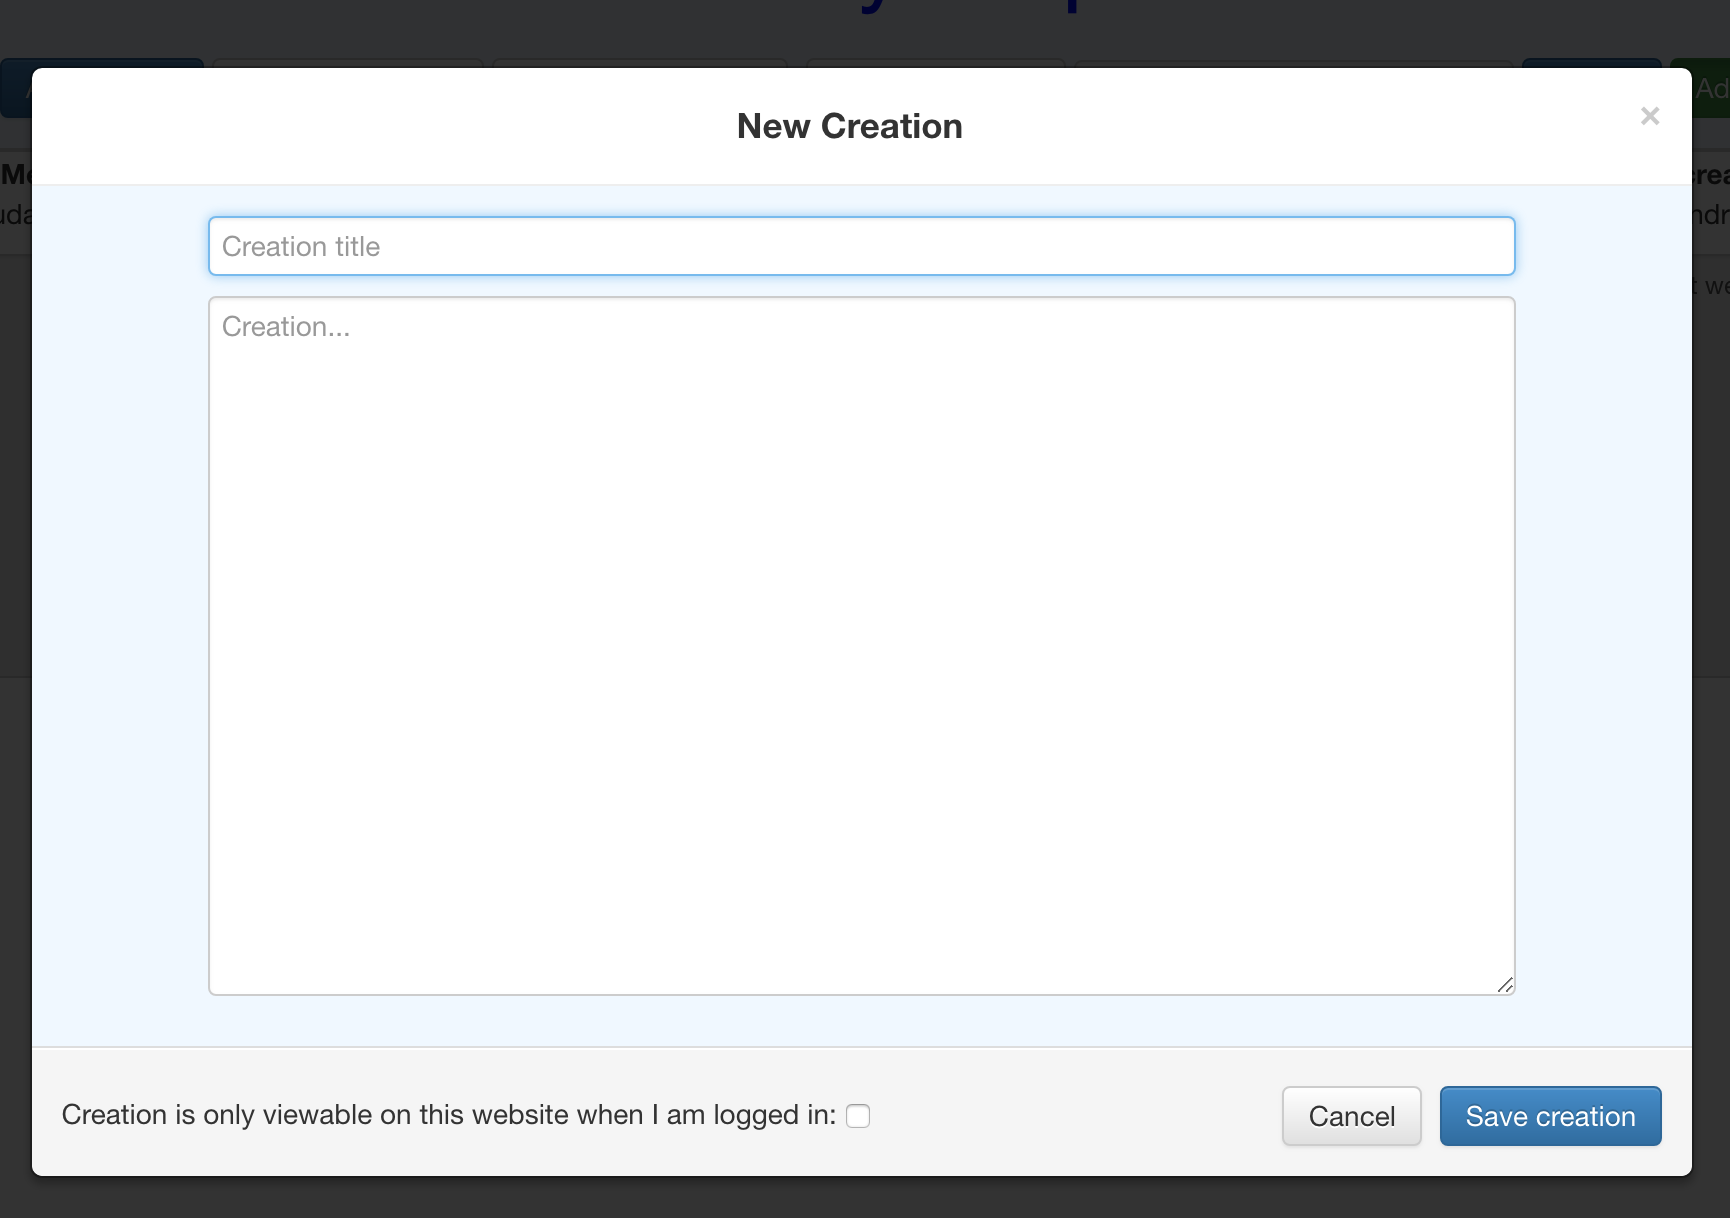 Ad
New Creation
×
Creation title
Creation...
Creation is only viewable on this website when I am logged in:
Cancel
Save creation